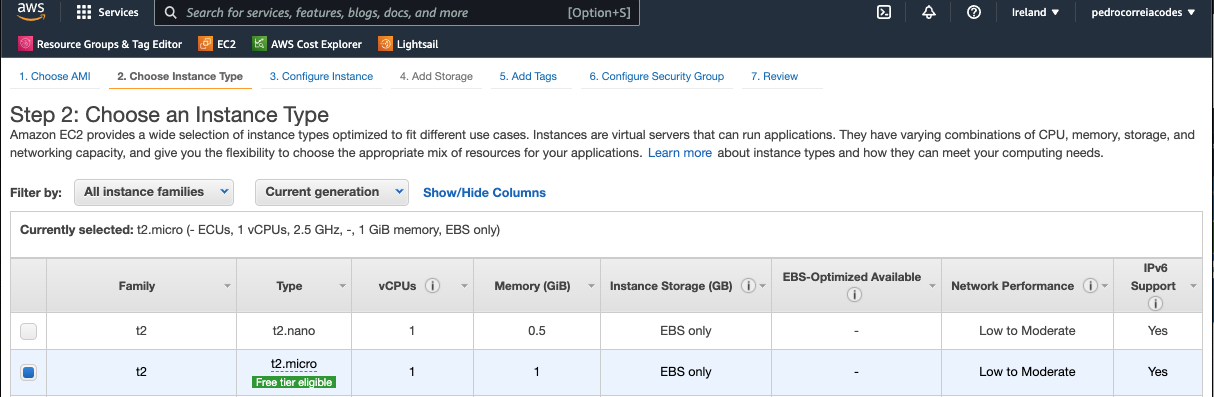 aws Services Search for services, features, blogs, docs, and more [Option+S] Ireland pedrocorreiacodes
Resource Groups & Tag Editor EC2 AWS Cost Explorer Lightsail
1. Choose AMI 2. Choose Instance Type 3. Configure Instance 4. Add Storage 5. Add Tags 6. Configure Security Group 7. Review
Step 2: Choose an Instance Type
Amazon EC2 provides a wide selection of instance types optimized to fit different use cases. Instances are virtual servers that can run applications. They have varying combinations of CPU, memory, storage, and
networking capacity, and give you the flexibility to choose the appropriate mix of resources for your applications. Learn more about instance types and how they can meet your computing needs.
Filter by: All instance families Current generation Show/Hide Columns
Currently selected: t2.micro (- ECUs, 1 vCPUs, 2.5 GHz, -, 1 GiB memory, EBS only)
Family Type vCPUs Memory (GiB) Instance Storage (GB) EBS-Optimized Available Network Performance IPv6 Support
t2 t2.nano 1 0.5 EBS only - Low to Moderate Yes
t2 t2.micro 1 1 EBS only - Low to Moderate Yes
Free tier eligible